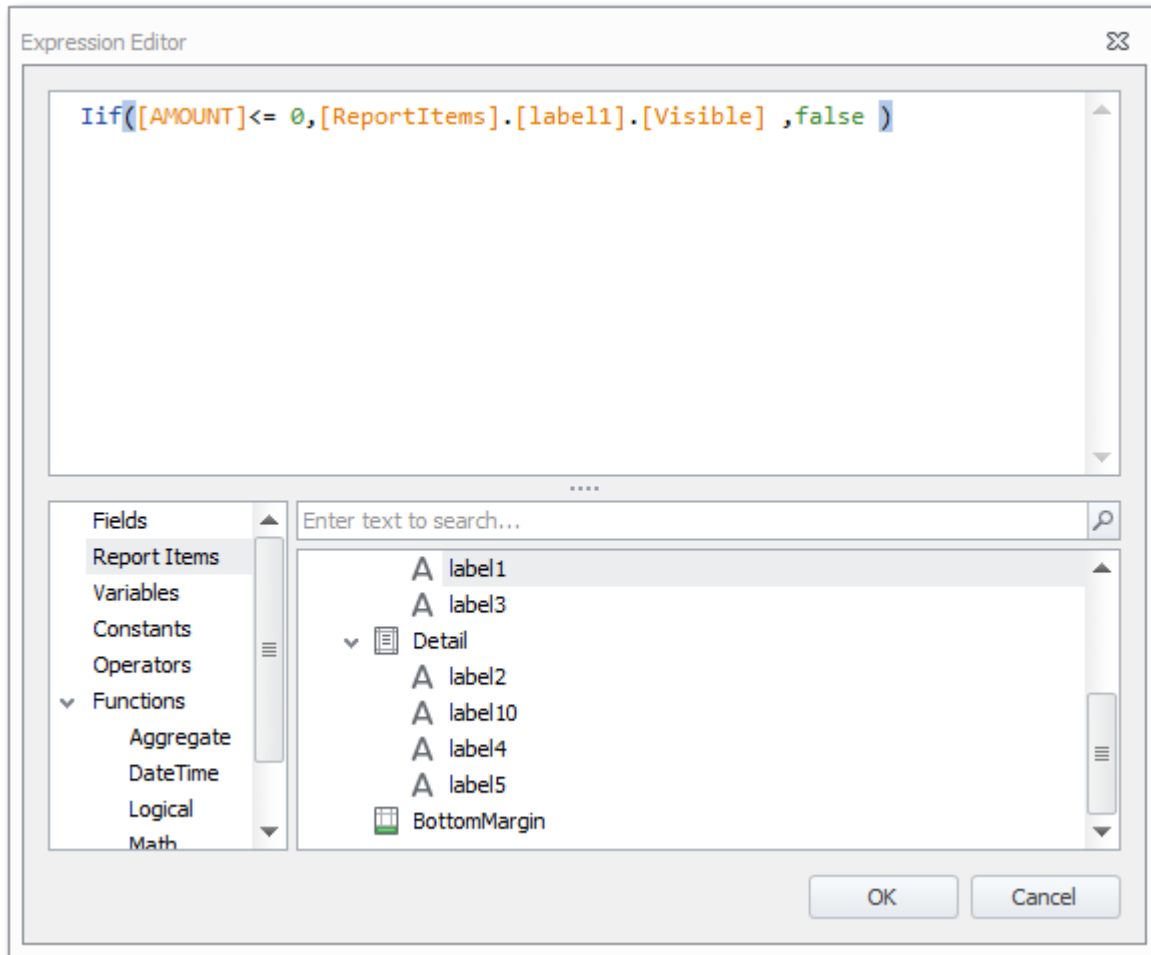 Expression Editor
Iif([AMOUNT]<= 0,[ReportItems].[label1].[Visible] ,false )
Fields
Report Items
Variables
Constants
Operators
Functions
Aggregate
DateTime
Logical
Math
Enter text to search...
label1
label3
Detail
label2
label10
label4
label5
BottomMargin
OK
Cancel